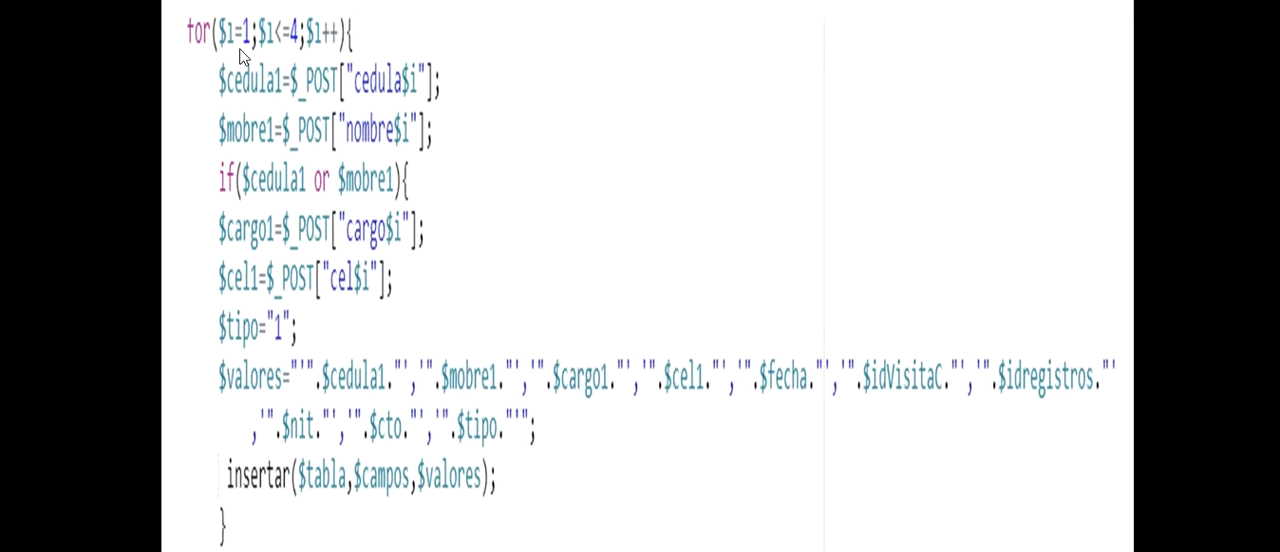 for($i=1;$i<=4;$i++){
$cedula1=$_POST["cedula$i"];
$mobre1=$_POST["nombre$i"];
if($cedula1 or $mobre1){
$cargo1=$_POST["cargo$i"];
$cel1=$_POST["cel$i"];
$tipo="1";
$valores="'".$cedula1."','".$mobre1."','".$cargo1."','".$cel1."','".$fecha."','".$idVisitaC."','".$idregistros."'
,'".$nit."','".$cto."','".$tipo."'";
insertar($tabla,$campos,$valores);
}